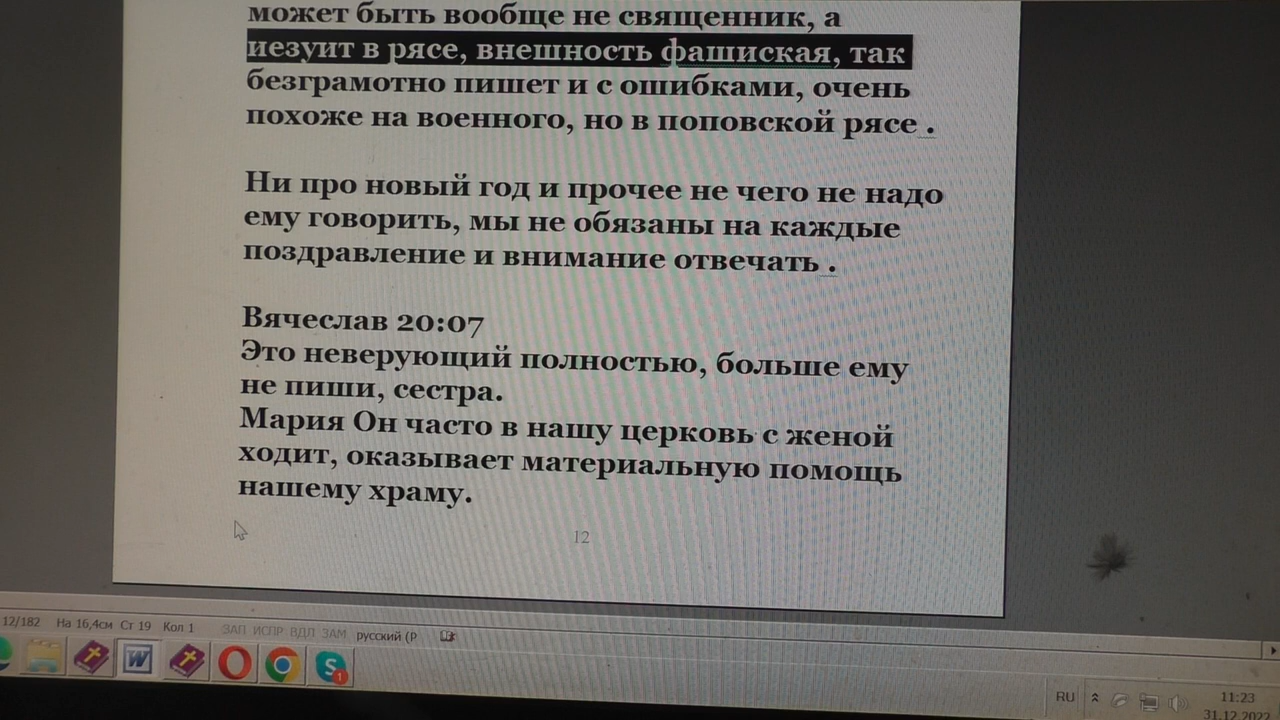 может быть вообще не священник, а
иезуит в рясе, внешность фашиская, так
безграмотно пишет и с ошибками, очень
похоже на военного, но в поповской рясе .
Ни про новый год и прочее не чего не надо
ему говорить, мы не обязаны на каждые
поздравление и внимание отвечать .
Вячеслав 20:07
Это неверующий полностью, больше ему
не пиши, сестра.
Мария Он часто в нашу церковь с женой
ходит, оказывает материальную помощь
нашему храму.
12
12/182 На 16,4см Ст 19 Кол 1 ЗАП ИСПР ВДЛ ЗАМ русский (Р
W S 1
RU 11:23
31.12.2022